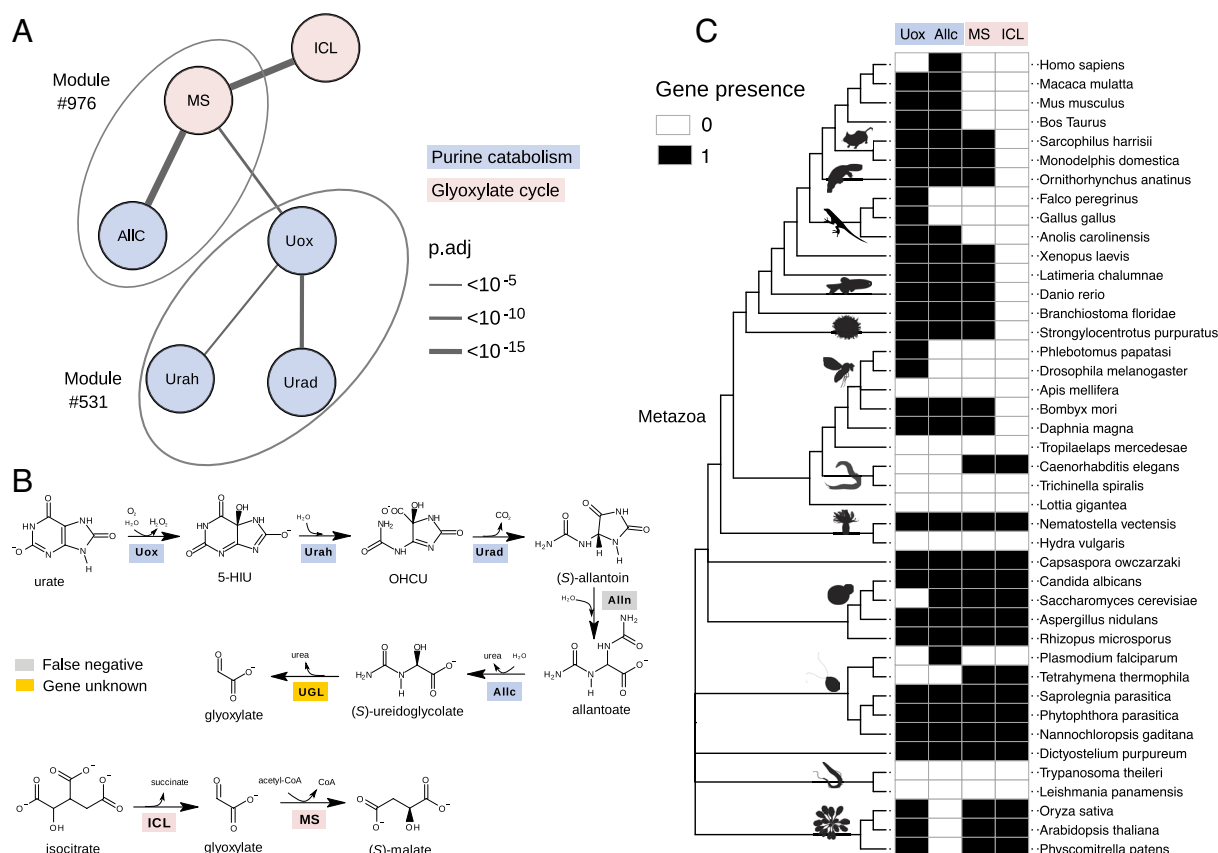 A
ICL
Module
#976
MS
AllC
Uox
Module
#531
Urah
Urad
Purine catabolism
Glyoxylate cycle
p.adj
<10⁻⁵
<10⁻¹⁰
<10⁻¹⁵
B
O₂
H₂O
H₂O₂
Uox
urate
H₂O
Urah
5-HIU
CO₂
Urad
OHCU
(S)-allantoin
H₂O
Alln
allantoate
urea
H₂O
Allc
(S)-ureidoglycolate
urea
UGL
glyoxylate
False negative
Gene unknown
isocitrate
succinate
ICL
glyoxylate
acetyl-CoA
CoA
MS
(S)-malate
C
Gene presence
0
1
Metazoa
Uox Allc MS ICL
Homo sapiens
Macaca mulatta
Mus musculus
Bos Taurus
Sarcophilus harrisii
Monodelphis domestica
Ornithorhynchus anatinus
Falco peregrinus
Gallus gallus
Anolis carolinensis
Xenopus laevis
Latimeria chalumnae
Danio rerio
Branchiostoma floridae
Strongylocentrotus purpuratus
Phlebotomus papatasi
Drosophila melanogaster
Apis mellifera
Bombyx mori
Daphnia magna
Tropilaelaps mercedesae
Caenorhabditis elegans
Trichinella spiralis
Lottia gigantea
Nematostella vectensis
Hydra vulgaris
Capsaspora owczarzaki
Candida albicans
Saccharomyces cerevisiae
Aspergillus nidulans
Rhizopus microsporus
Plasmodium falciparum
Tetrahymena thermophila
Saprolegnia parasitica
Phytophthora parasitica
Nannochloropsis gaditana
Dictyostelium purpureum
Trypanosoma theileri
Leishmania panamensis
Oryza sativa
Arabidopsis thaliana
Physcomitrella patens